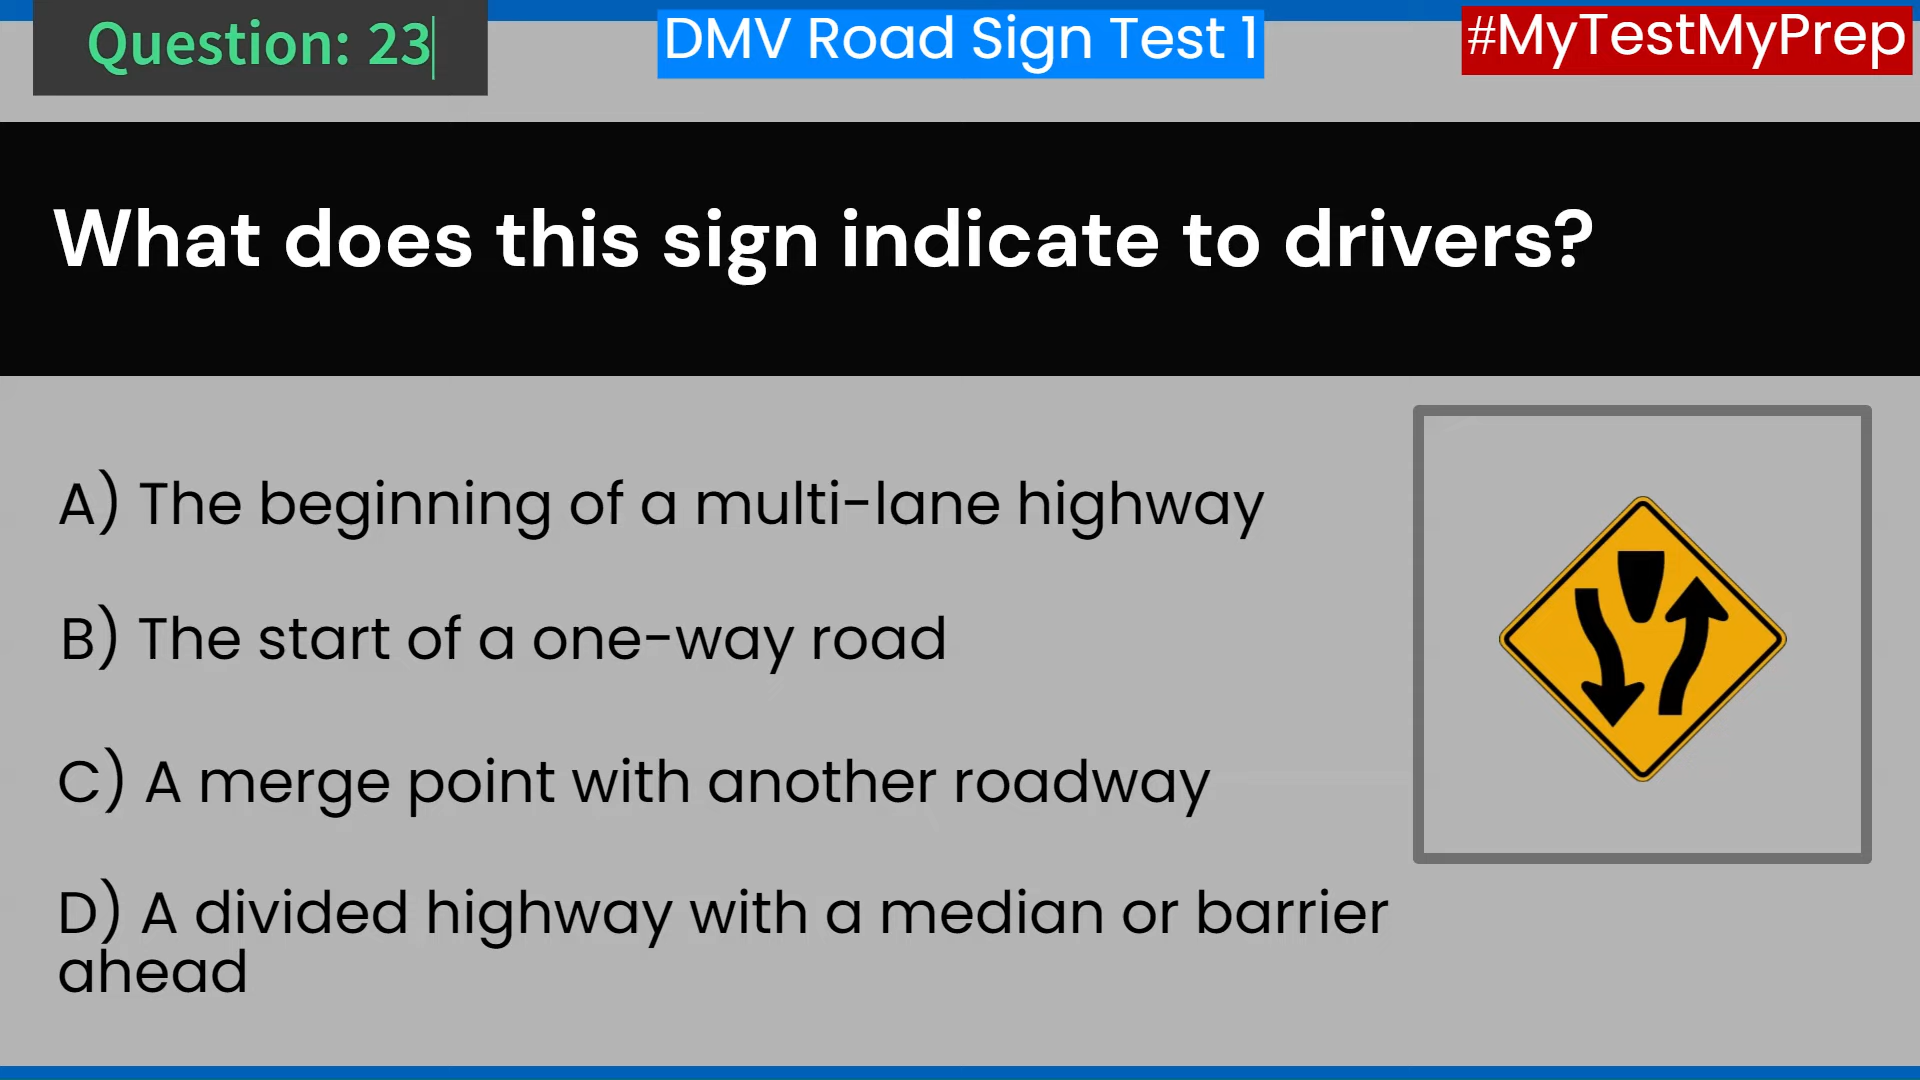 Question: 23
DMV Road Sign Test 1
#MyTestMyPrep
What does this sign indicate to drivers?
A) The beginning of a multi-lane highway
B) The start of a one-way road
C) A merge point with another roadway
D) A divided highway with a median or barrier
ahead